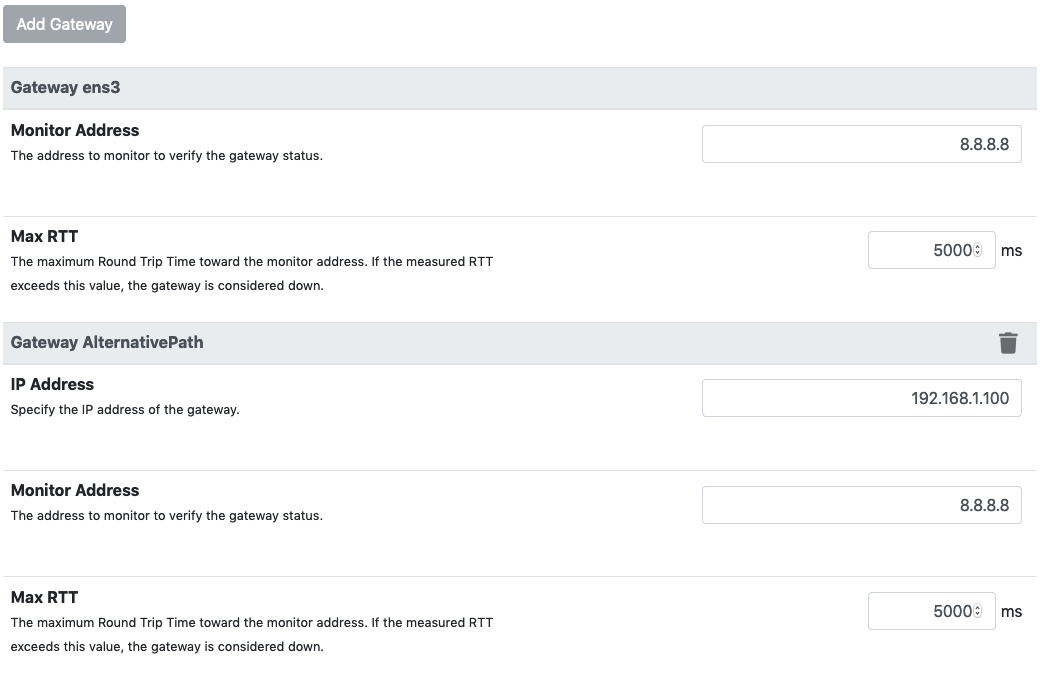 Add Gateway
Gateway ens3
Monitor Address
The address to monitor to verify the gateway status.
8.8.8.8
Max RTT
The maximum Round Trip Time toward the monitor address. If the measured RTT
exceeds this value, the gateway is considered down.
5000 ms
Gateway AlternativePath
IP Address
Specify the IP address of the gateway.
192.168.1.100
Monitor Address
The address to monitor to verify the gateway status.
8.8.8.8
Max RTT
The maximum Round Trip Time toward the monitor address. If the measured RTT
exceeds this value, the gateway is considered down.
5000 ms